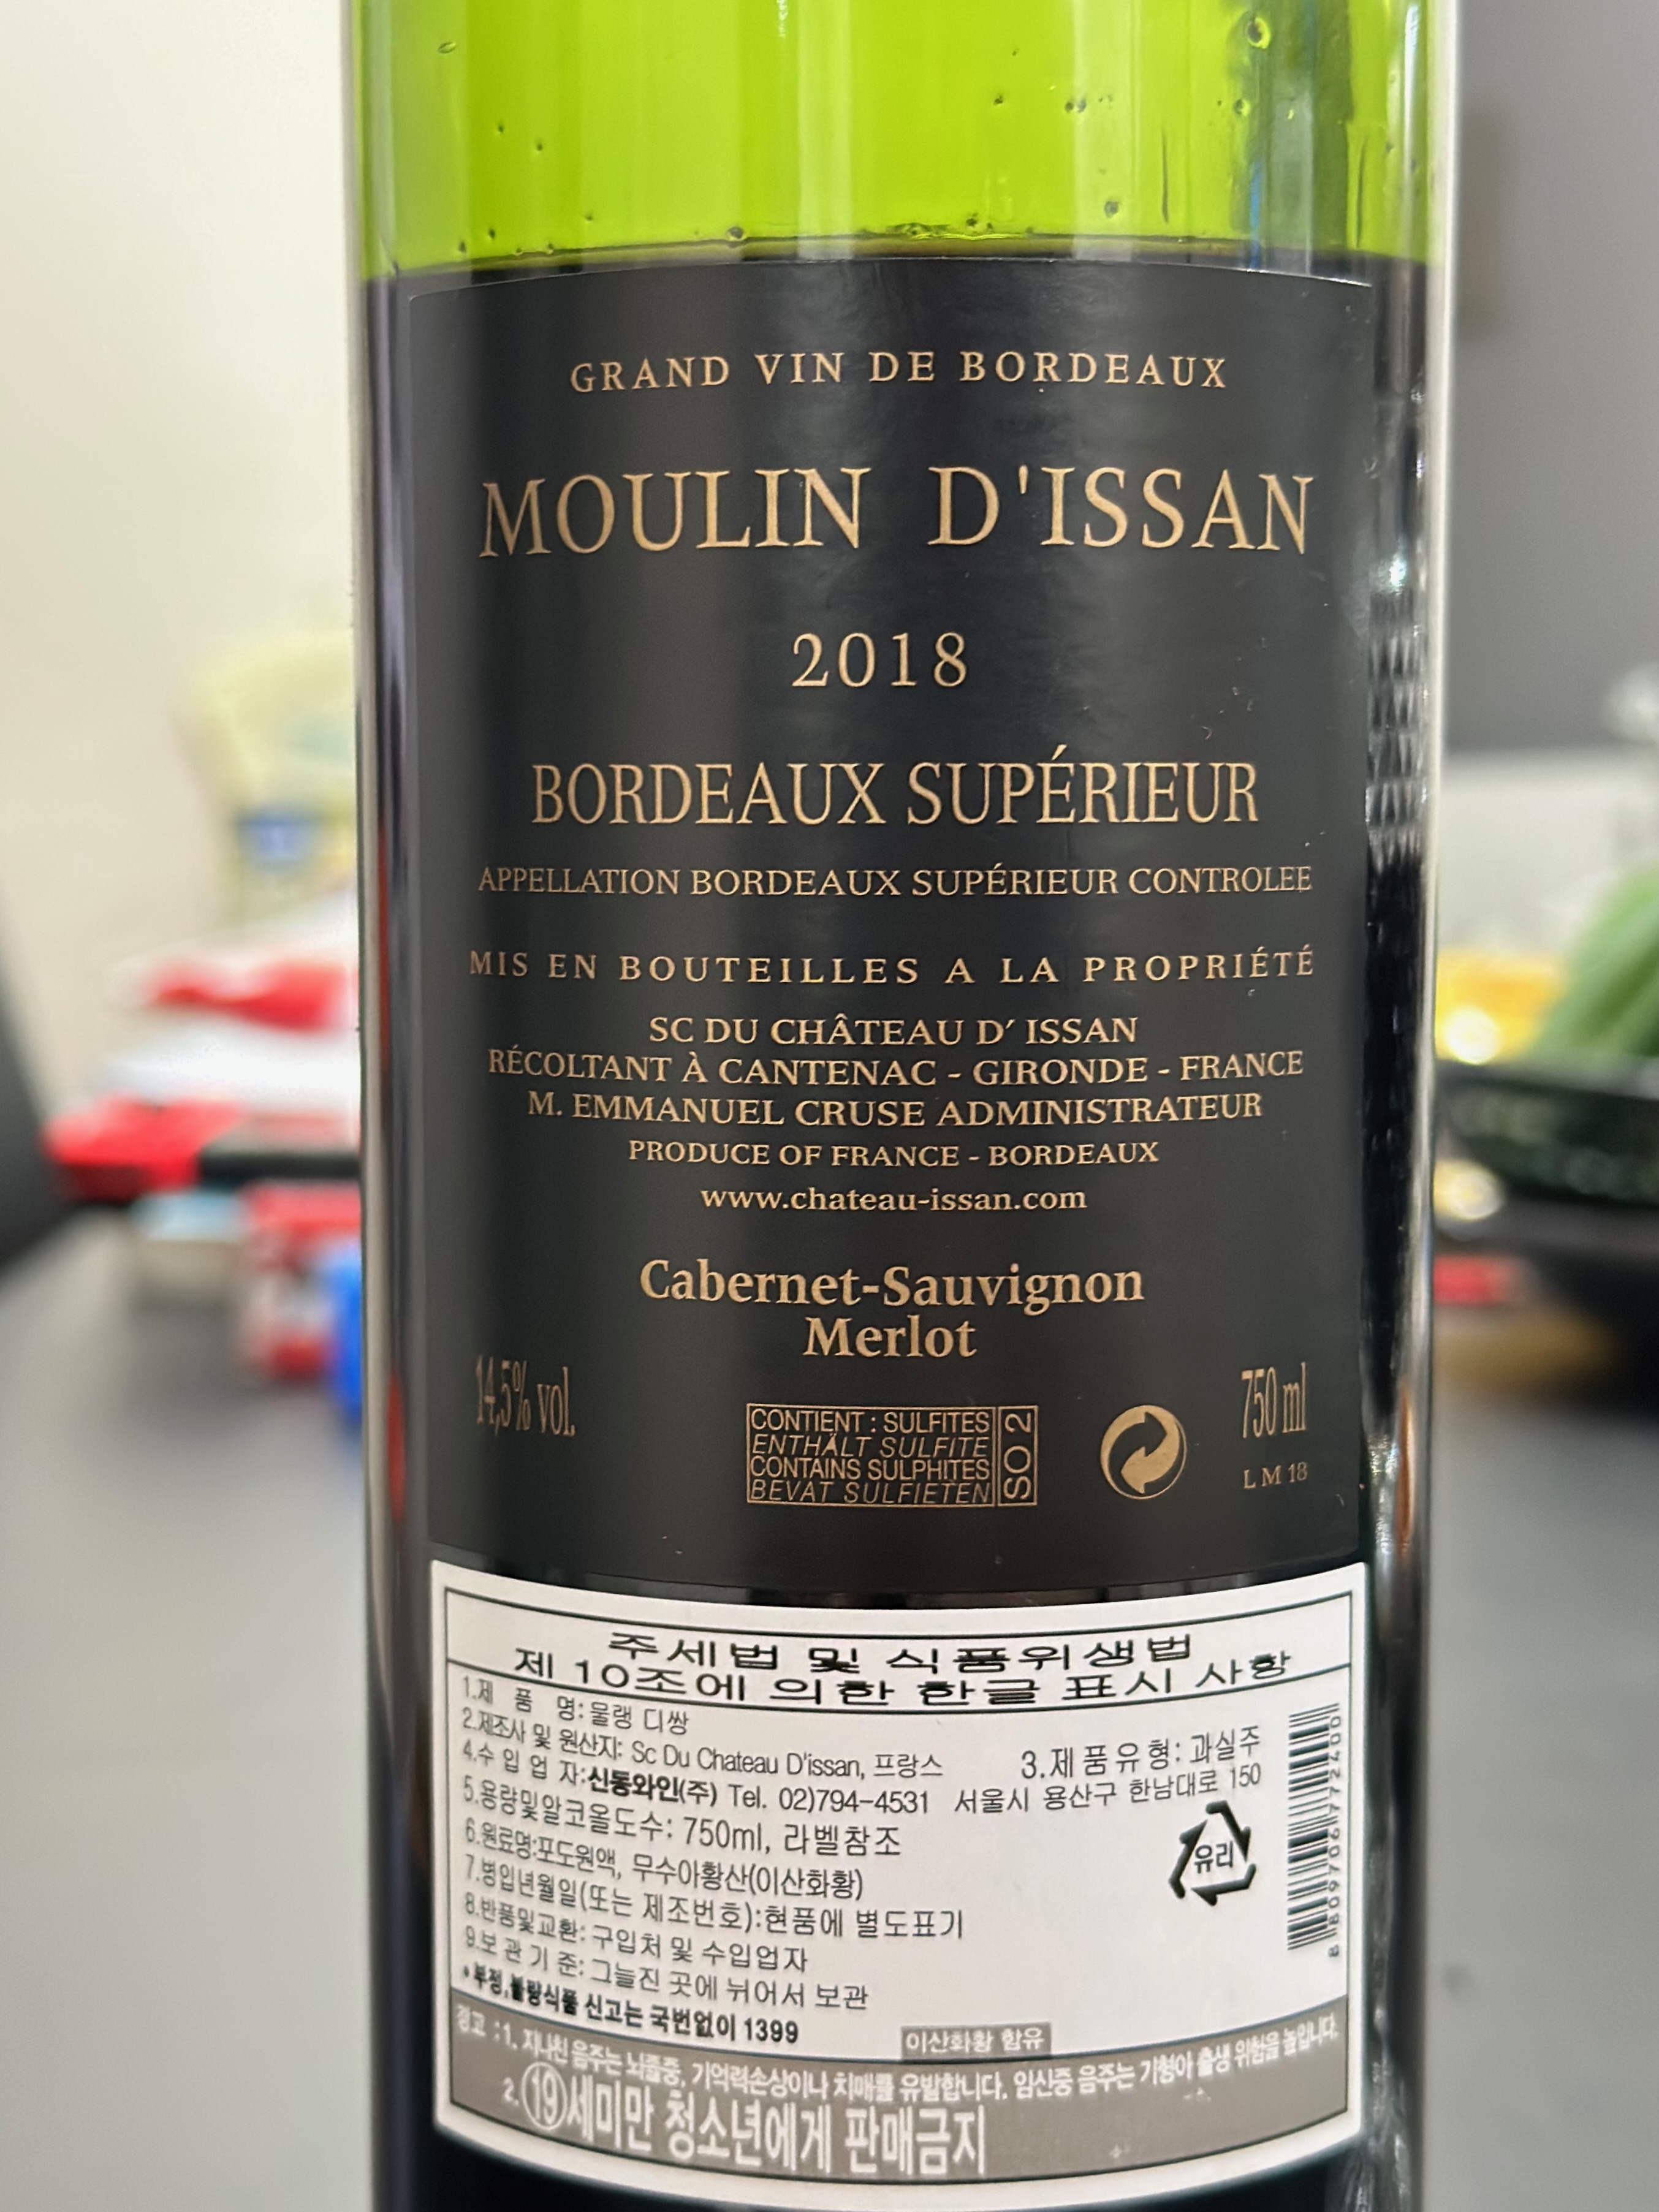 GRAND VIN DE BORDEAUX
MOULIN D'ISSAN
2018
BORDEAUX SUPÉRIEUR
APPELLATION BORDEAUX SUPÉRIEUR CONTROLEE
MIS EN BOUTEILLES A LA PROPRIÉTÉ
SC DU CHÂTEAU D' ISSAN
RÉCOLTANT À CANTENAC - GIRONDE - FRANCE
M. EMMANUEL CRUSE ADMINISTRATEUR
PRODUCE OF FRANCE - BORDEAUX
www.chateau-issan.com
Cabernet-Sauvignon
Merlot
14,5% vol.
CONTIENT : SULFITES
ENTHÄLT SULFITE
CONTAINS SULPHITES
BEVAT SULFIETEN
SO2
750 ml
L M 18
주세법 및 식품위생법
제 10조에 의한 한글 표시 사항
1.제 품 명: 물랭 디쌍
2.제조사 및 원산지: Sc Du Chateau D'issan, 프랑스 3.제품유형: 과실주
4.수 입 업 자:신동와인(주) Tel. 02)794-4531 서울시 용산구 한남대로 150
5.용량및알코올도수: 750ml, 라벨참조
6.원료명:포도원액, 무수아황산(이산화황)
7.병입년월일(또는 제조번호):현품에 별도표기
8.반품및교환: 구입처 및 수입업자
9.보 관 기 준: 그늘진 곳에 뉘어서 보관
*부정,불량식품 신고는 국번없이 1399
유리
8809706772400
이산화황 함유
경고 : 1. 지나친 음주는 뇌졸중, 기억력손상이나 치매를 유발합니다. 임신중 음주는 기형아 출생 위험을 높입니다.
2. 19세미만 청소년에게 판매금지